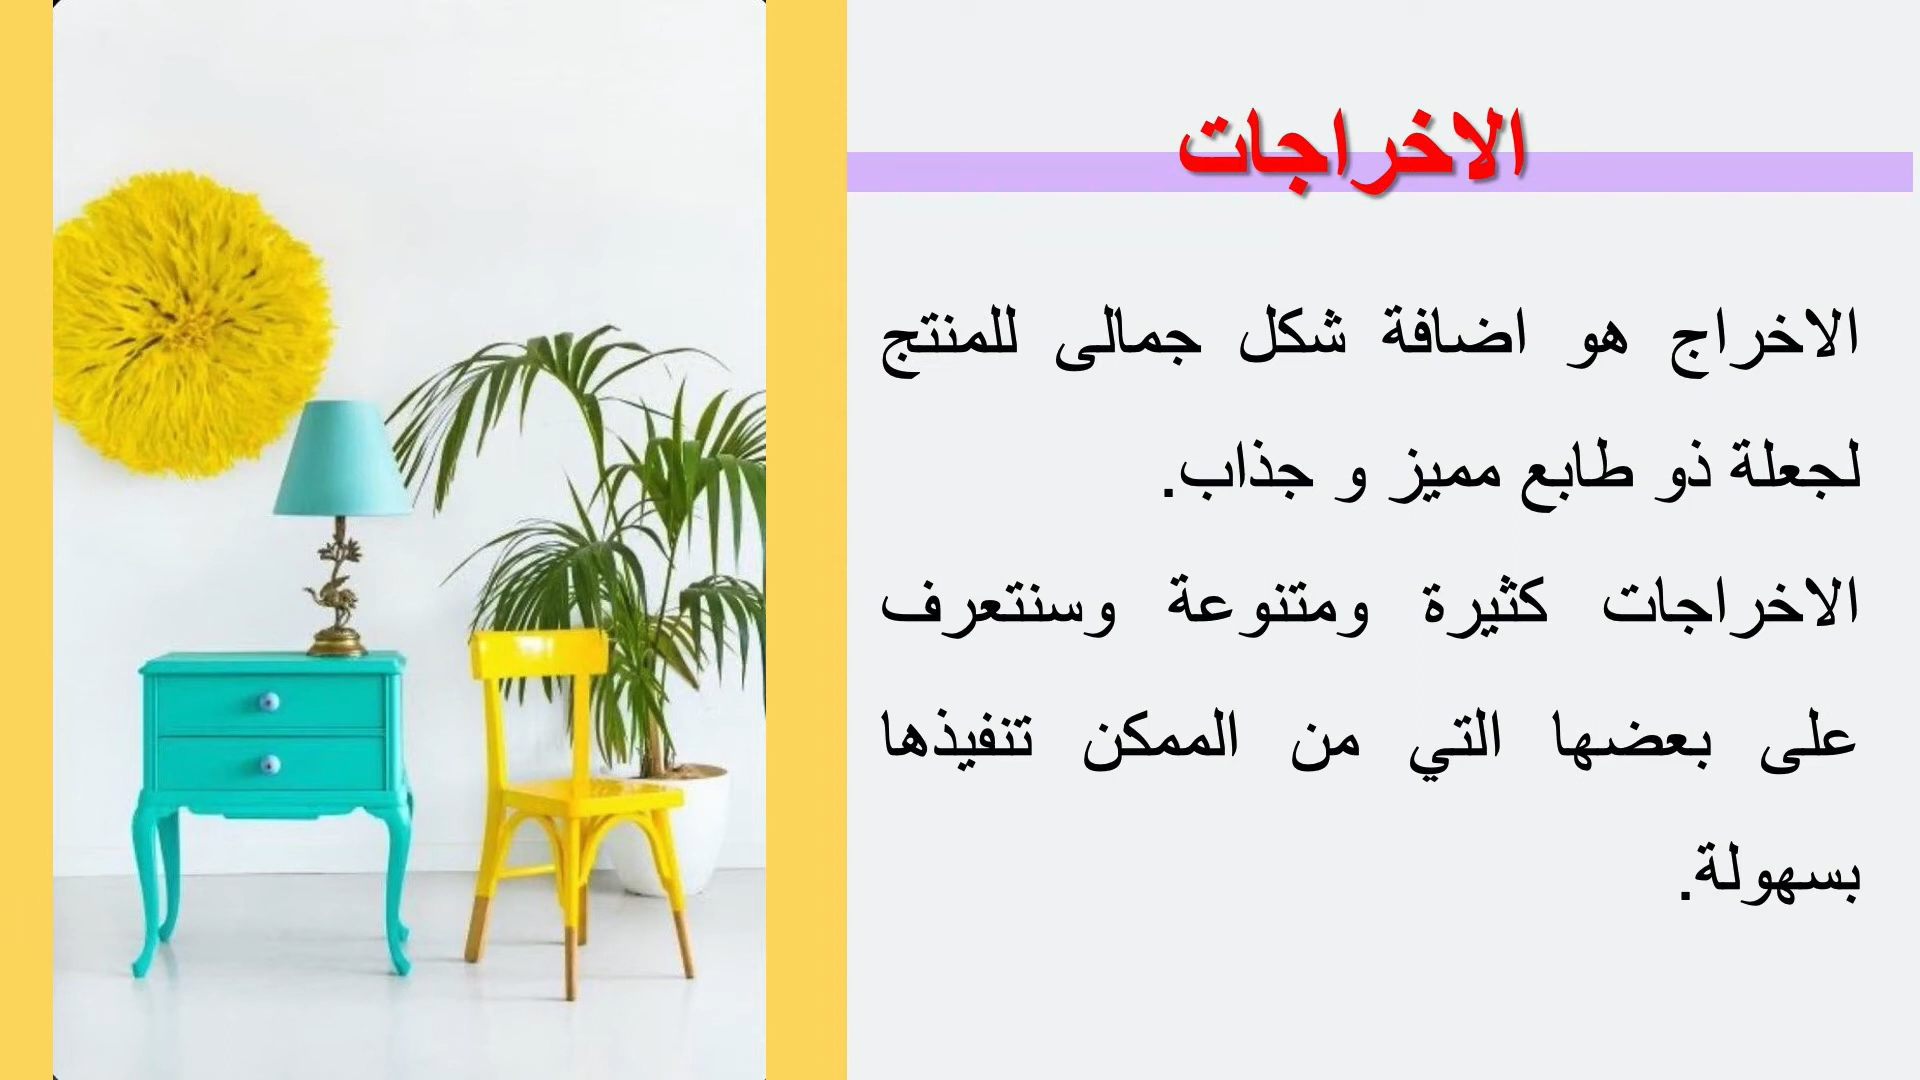 الاخراجات
الاخراج هو اضافة شكل جمالى للمنتج
لجعلة ذو طابع مميز و جذاب.
الاخراجات كثيرة ومتنوعة وسنتعرف
على بعضها التي من الممكن تنفيذها
بسهولة.